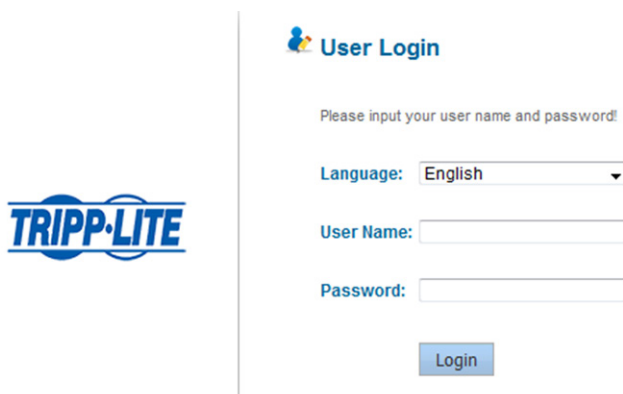 User Login
Please input your user name and password!
Language: English
TRIPP·LITE
User Name:
Password:
Login